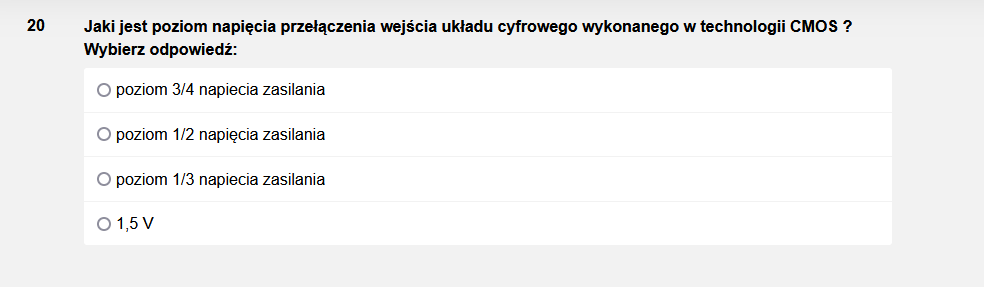 20 Jaki jest poziom napięcia przełączenia wejścia układu cyfrowego wykonanego w technologii CMOS ?
Wybierz odpowiedź:
poziom 3/4 napiecia zasilania
poziom 1/2 napięcia zasilania
poziom 1/3 napiecia zasilania
1,5 V